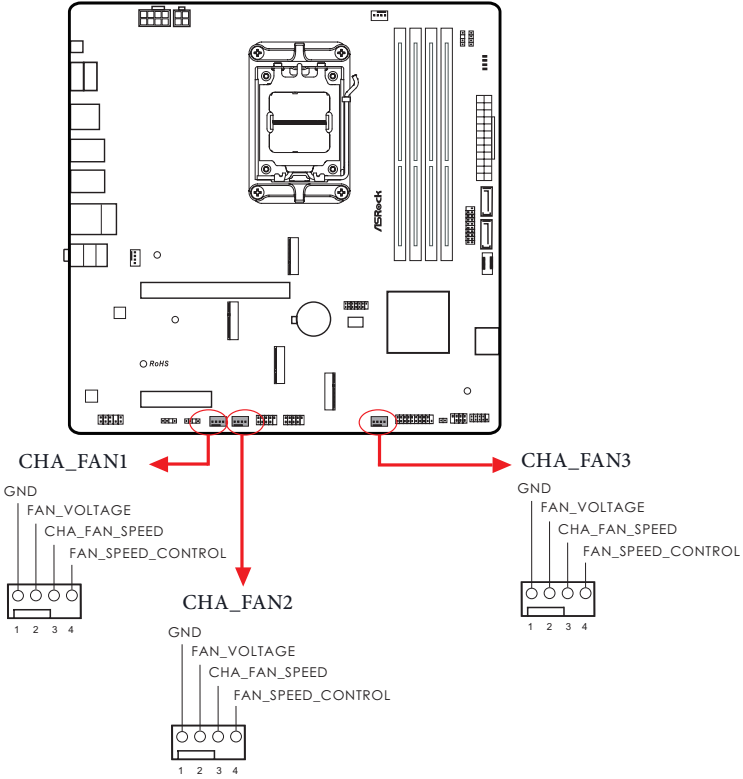 ASRock
RoHS
CHA_FAN1
GND
FAN_VOLTAGE
CHA_FAN_SPEED
FAN_SPEED_CONTROL
1 2 3 4
CHA_FAN2
GND
FAN_VOLTAGE
CHA_FAN_SPEED
FAN_SPEED_CONTROL
1 2 3 4
CHA_FAN3
GND
FAN_VOLTAGE
CHA_FAN_SPEED
FAN_SPEED_CONTROL
1 2 3 4